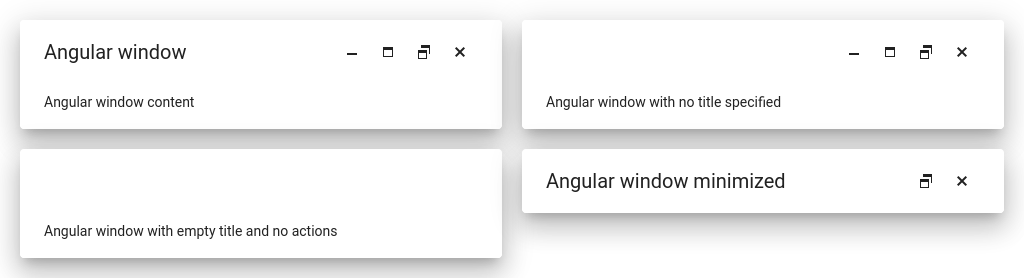 Angular window
Angular window content
Angular window with no title specified
Angular window with empty title and no actions
Angular window minimized